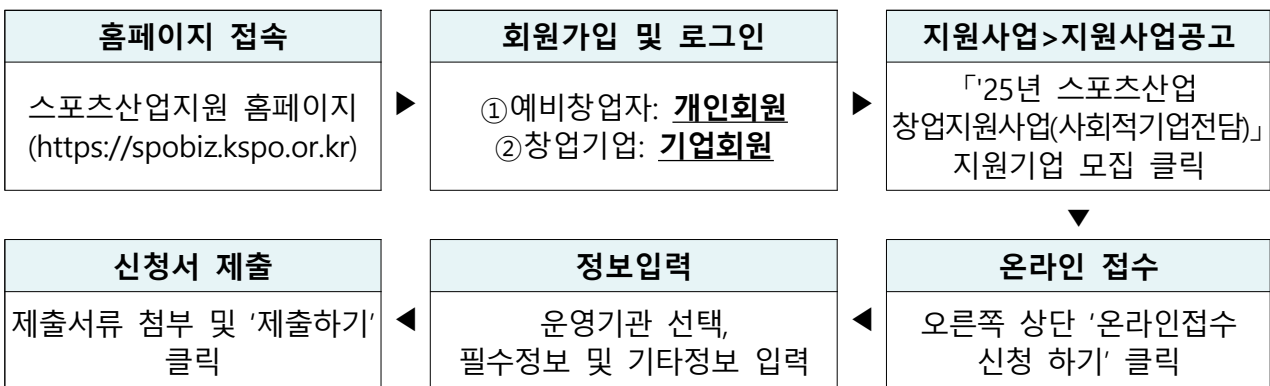 홈페이지 접속
스포츠산업지원 홈페이지
(https://spobiz.kspo.or.kr)
▶
회원가입 및 로그인
①예비창업자: 개인회원
②창업기업: 기업회원
▶
지원사업>지원사업공고
「'25년 스포츠산업
창업지원사업(사회적기업전담)」
지원기업 모집 클릭
▼
온라인 접수
오른쪽 상단 '온라인접수
신청 하기' 클릭
◀
정보입력
운영기관 선택,
필수정보 및 기타정보 입력
◀
신청서 제출
제출서류 첨부 및 '제출하기'
클릭